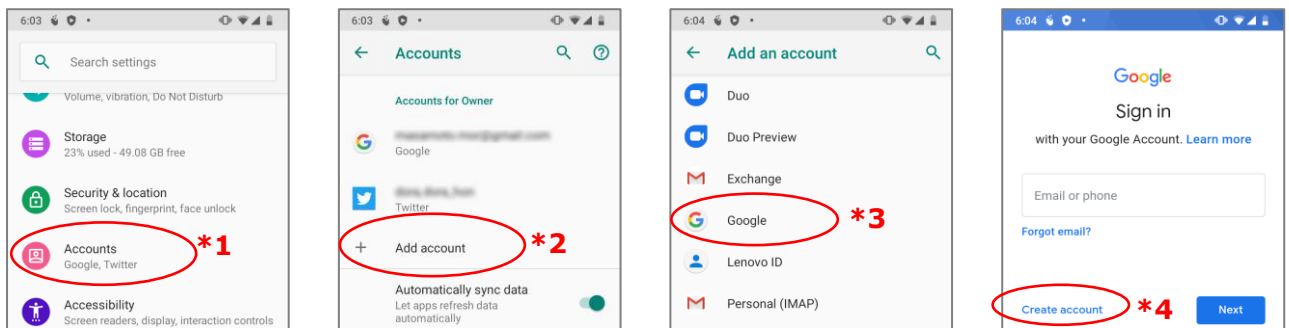 6:03
Search settings
Volume, vibration, Do Not Disturb
Storage
23% used - 49.08 GB free
Security & location
Screen lock, fingerprint, face unlock
Accounts
Google, Twitter
*1
Accessibility
Screen readers, display, interaction controls
6:03
Accounts
Accounts for Owner
Google
Twitter
Add account
*2
Automatically sync data
Let apps refresh data
automatically
6:04
Add an account
Duo
Duo Preview
Exchange
Google
*3
Lenovo ID
Personal (IMAP)
6:04
Google
Sign in
with your Google Account. Learn more
Email or phone
Forgot email?
Create account
*4
Next